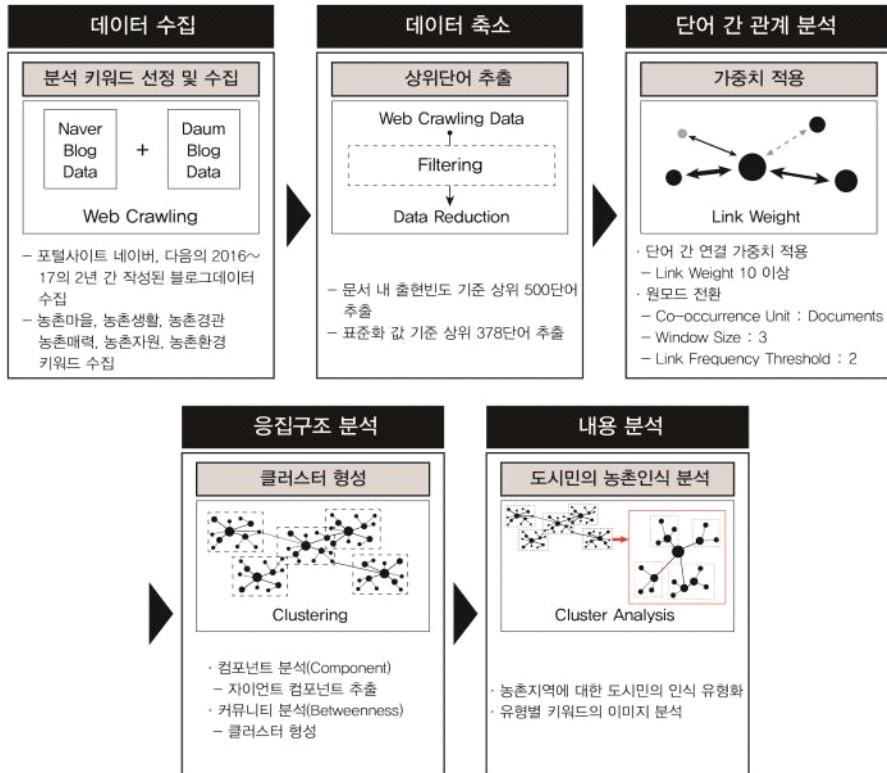 데이터 수집
분석 키워드 선정 및 수집
Naver
Blog
Data
+
Daum
Blog
Data
Web Crawling
– 포털사이트 네이버, 다음의 2016~
17의 2년 간 작성된 블로그데이터
수집
– 농촌마을, 농촌생활, 농촌경관
농촌매력, 농촌자원, 농촌환경
키워드 수집
데이터 축소
상위단어 추출
Web Crawling Data
Filtering
Data Reduction
– 문서 내 출현빈도 기준 상위 500단어
추출
– 표준화 값 기준 상위 378단어 추출
단어 간 관계 분석
가중치 적용
Link Weight
· 단어 간 연결 가중치 적용
– Link Weight 10 이상
· 원모드 전환
– Co-occurrence Unit : Documents
– Window Size : 3
– Link Frequency Threshold : 2
응집구조 분석
클러스터 형성
Clustering
· 컴포넌트 분석(Component)
– 자이언트 컴포넌트 추출
· 커뮤니티 분석(Betweenness)
– 클러스터 형성
내용 분석
도시민의 농촌인식 분석
Cluster Analysis
· 농촌지역에 대한 도시민의 인식 유형화
· 유형별 키워드의 이미지 분석